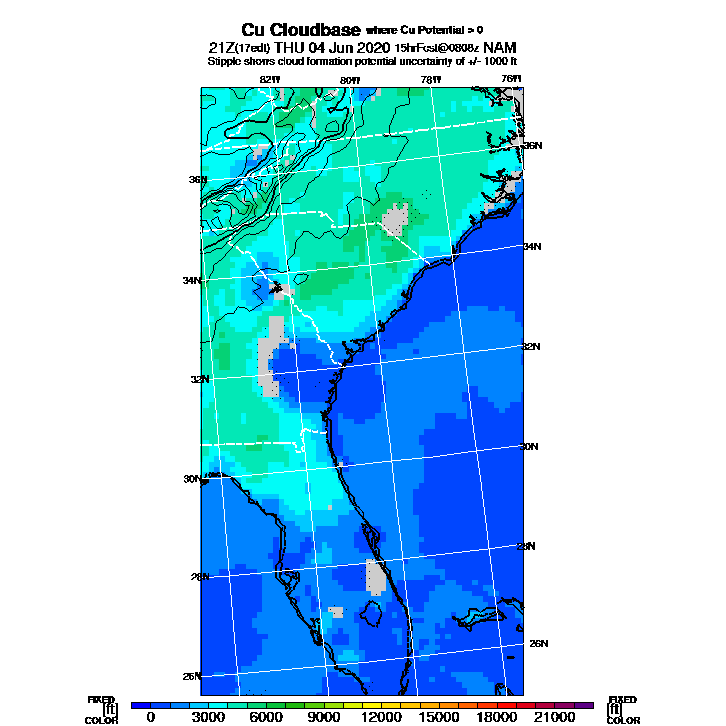 Cu Cloudbase where Cu Potential > 0
21Z(17edt) THU 04 Jun 2020 15hrFcst@0808z NAM
Stipple shows cloud formation potential uncertainty of +/- 1000 ft
82W 80W 78W 76W
36N
36N
34N
34N
32N
32N
30N
30N
28N
28N
26N
26N
FIXED FIXED
[ft] [ft]
COLOR COLOR
0 3000 6000 9000 12000 15000 18000 21000